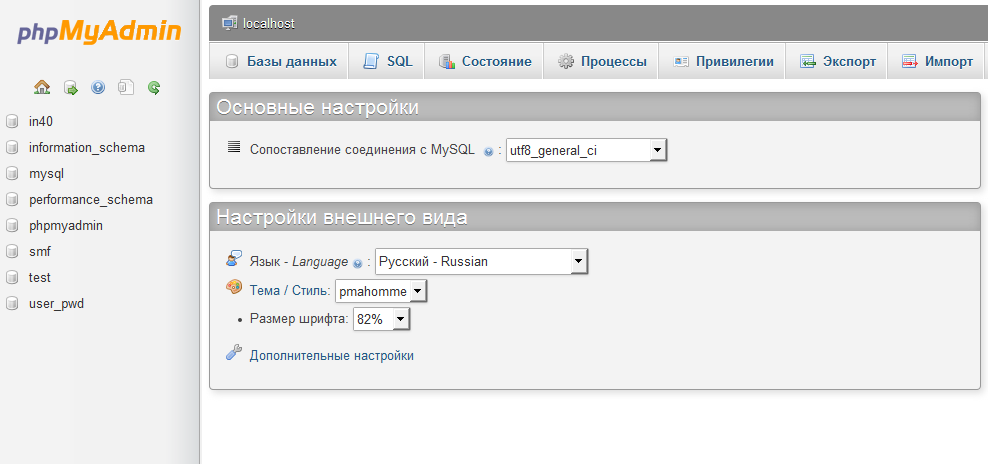 phpMyAdmin
in40
information_schema
mysql
performance_schema
phpmyadmin
smf
test
user_pwd
localhost
Базы данных SQL Состояние Процессы Привилегии Экспорт Импорт
Основные настройки
Сопоставление соединения с MySQL : utf8_general_ci
Настройки внешнего вида
Язык - Language : Русский - Russian
Тема / Стиль: pmahomme
• Размер шрифта: 82%
Дополнительные настройки